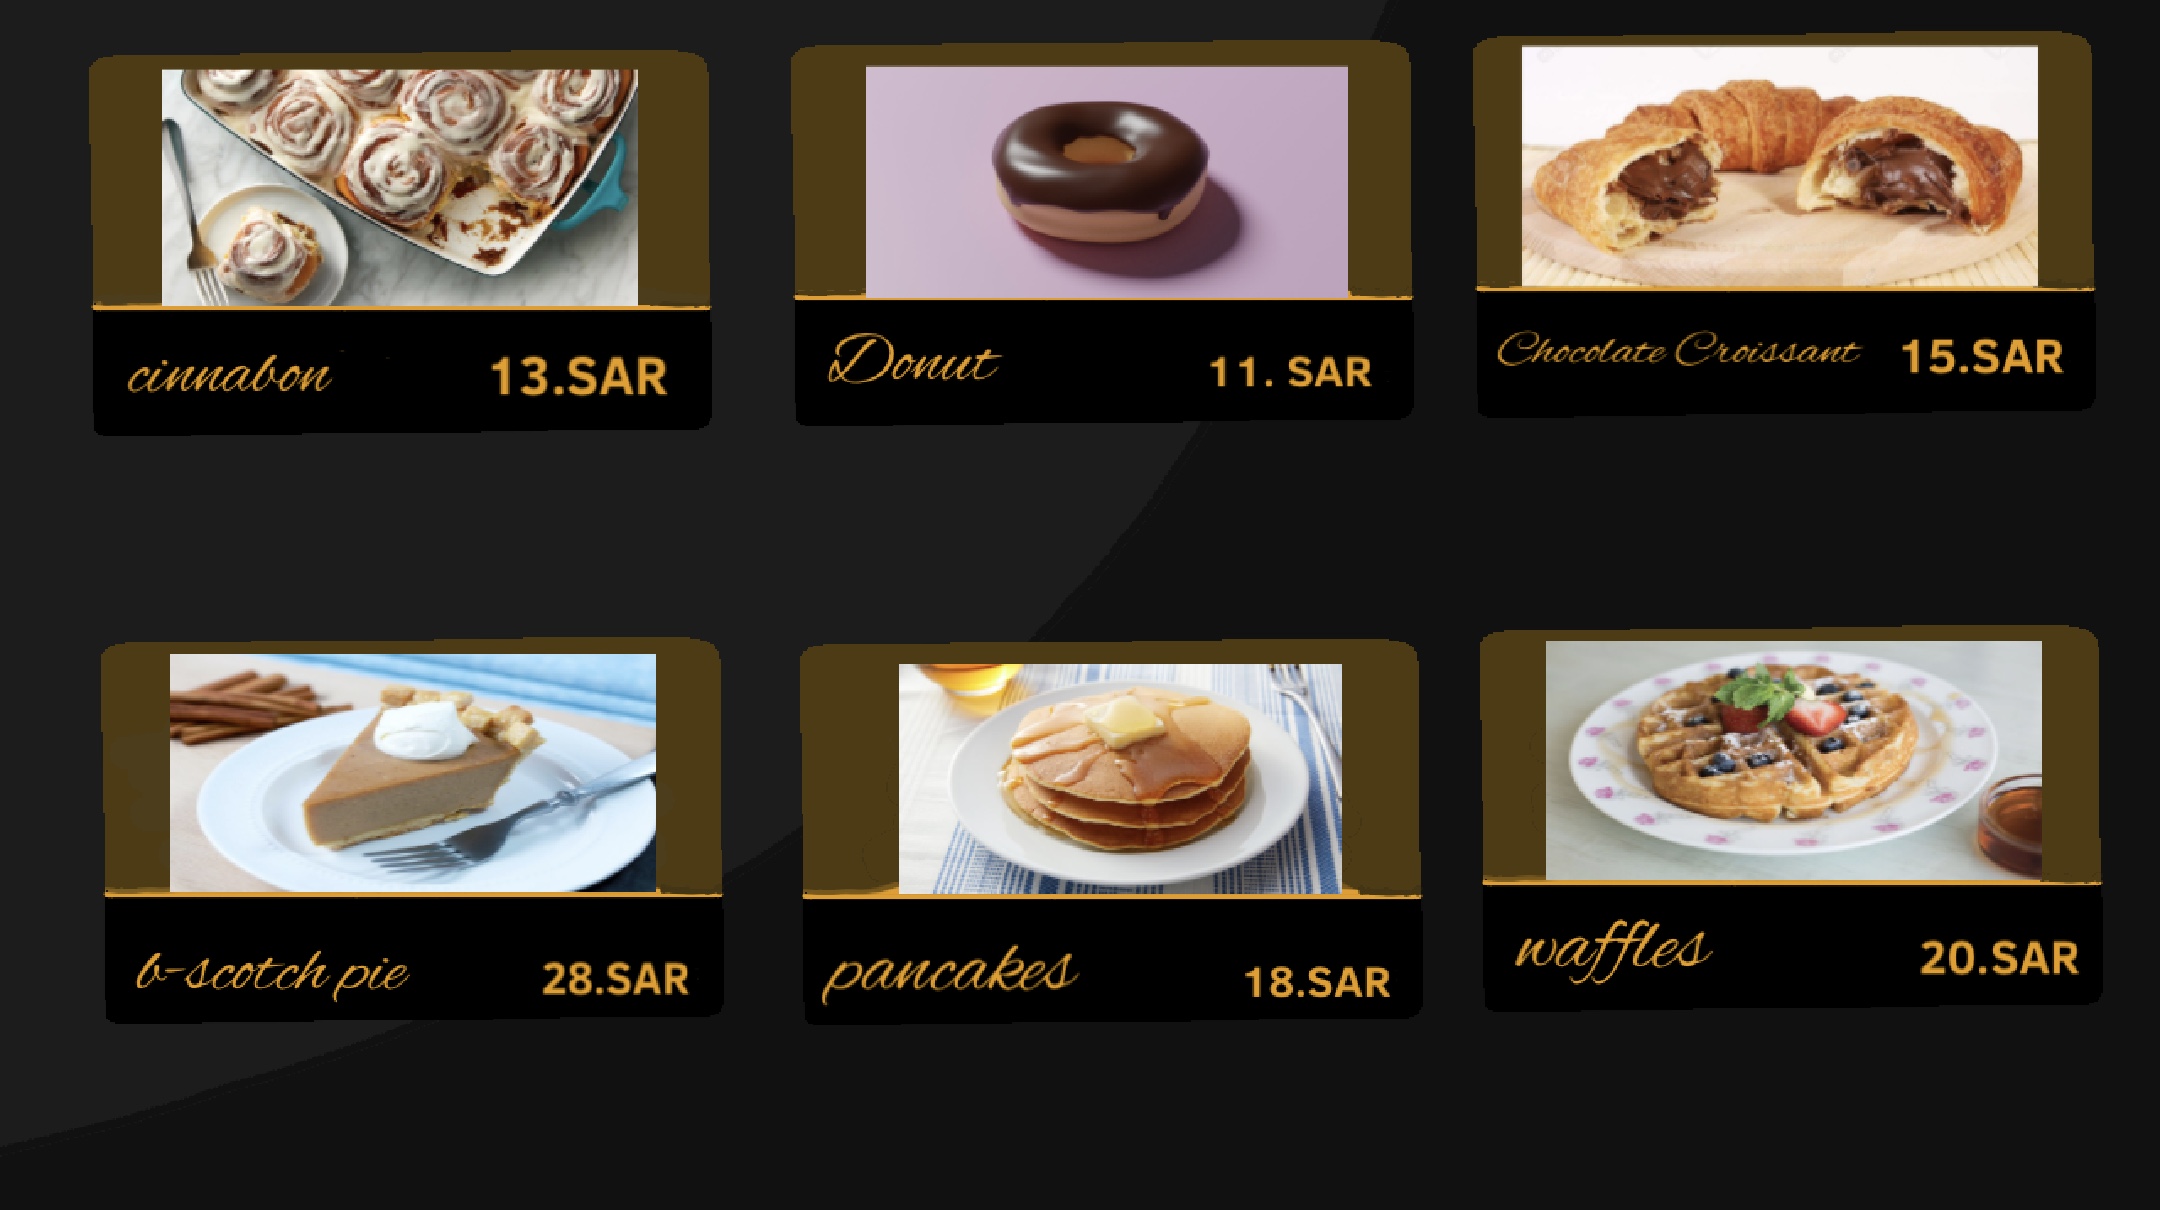 cinnabon 13.SAR
Donut 11. SAR
Chocolate Croissant 15.SAR
b-scotch pie 28.SAR
pancakes 18.SAR
waffles 20.SAR